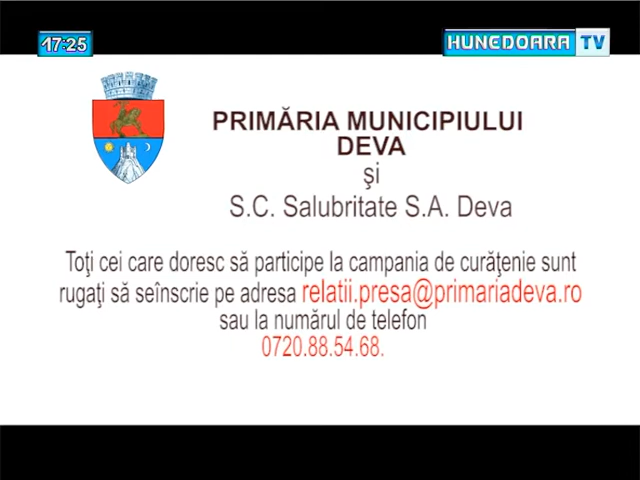 17:25
HUNEDOARA TV
PRIMĂRIA MUNICIPIULUI
DEVA
şi
S.C. Salubritate S.A. Deva
Toţi cei care doresc să participe la campania de curăţenie sunt
rugaţi să seînscrie pe adresa relatii.presa@primariadeva.ro
sau la numărul de telefon
0720.88.54.68.